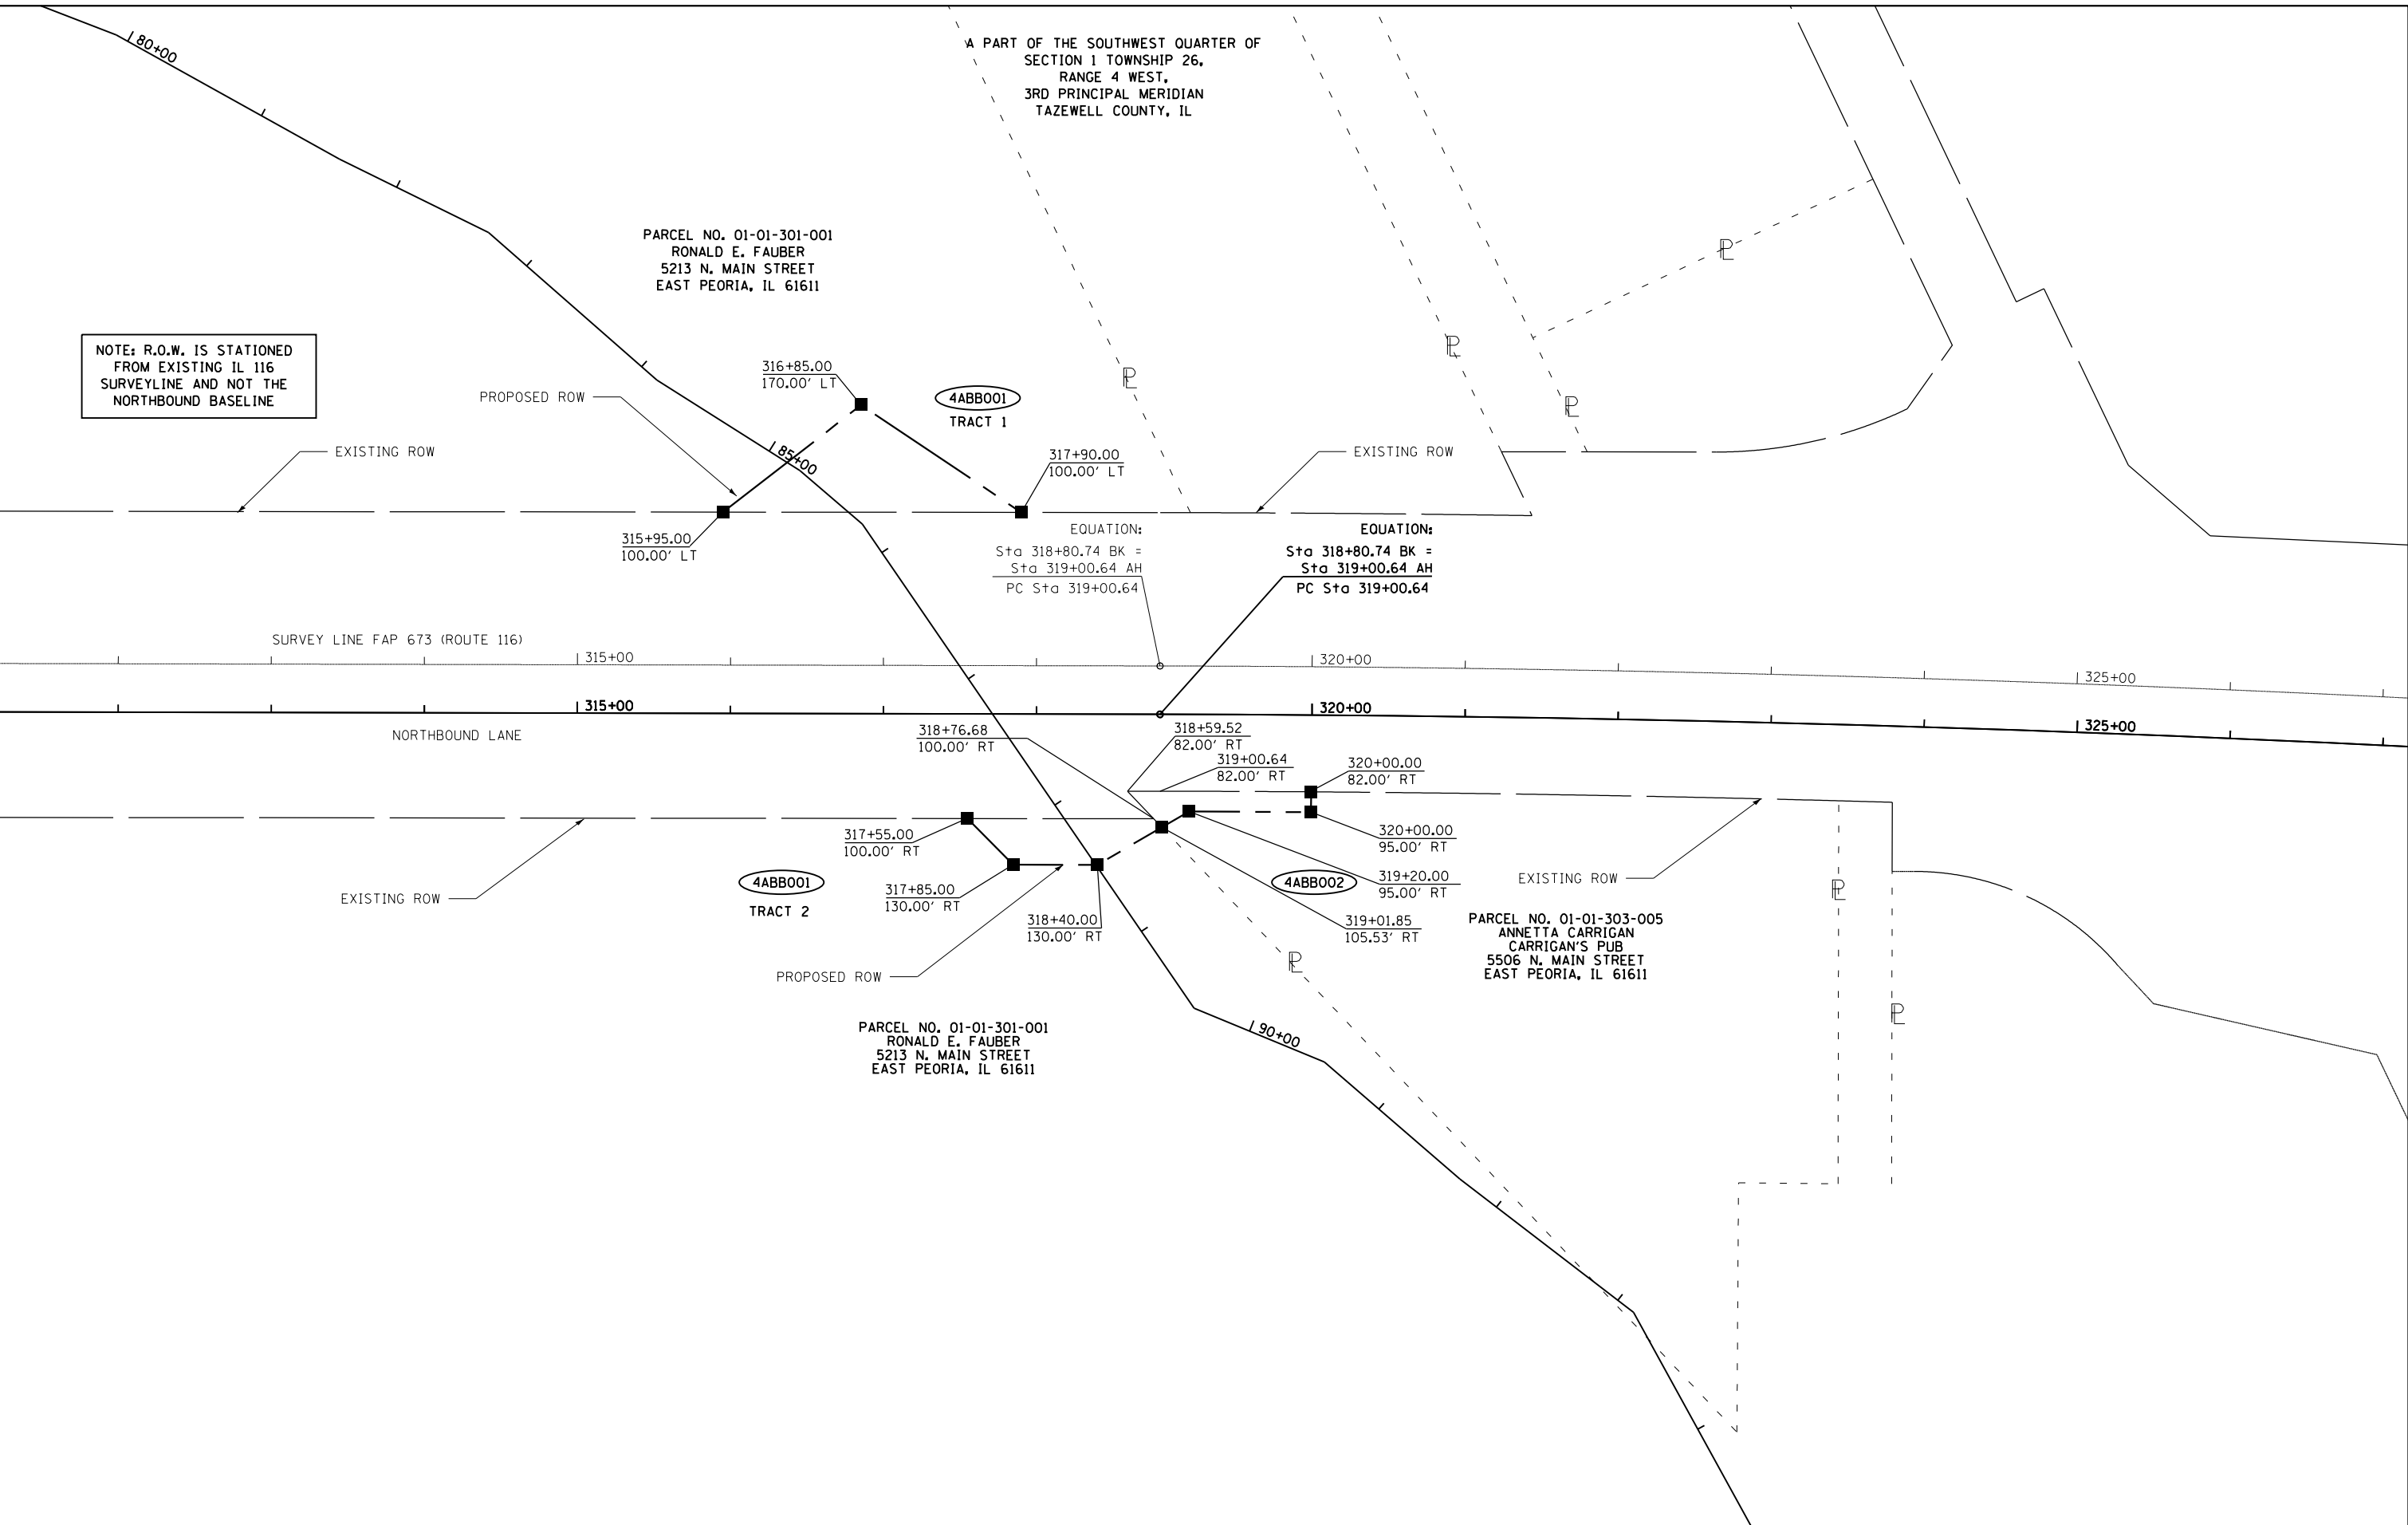 A PART OF THE SOUTHWEST QUARTER OF
SECTION 1 TOWNSHIP 26,
RANGE 4 WEST,
3RD PRINCIPAL MERIDIAN
TAZEWELL COUNTY, IL
80+00
PARCEL NO. 01-01-301-001
RONALD E. FAUBER
5213 N. MAIN STREET
EAST PEORIA, IL 61611
NOTE: R.O.W. IS STATIONED
FROM EXISTING IL 116
SURVEYLINE AND NOT THE
NORTHBOUND BASELINE
PROPOSED ROW
316+85.00
170.00' LT
4ABB001
TRACT 1
EXISTING ROW
85+00
317+90.00
100.00' LT
EXISTING ROW
315+95.00
100.00' LT
EQUATION:
Sta 318+80.74 BK =
Sta 319+00.64 AH
PC Sta 319+00.64
EQUATION:
Sta 318+80.74 BK =
Sta 319+00.64 AH
PC Sta 319+00.64
PL
PL
PL
PL
SURVEY LINE FAP 673 (ROUTE 116)
315+00
320+00
325+00
315+00
320+00
325+00
NORTHBOUND LANE
318+76.68
100.00' RT
318+59.52
82.00' RT
319+00.64
82.00' RT
320+00.00
82.00' RT
317+55.00
100.00' RT
320+00.00
95.00' RT
EXISTING ROW
4ABB001
TRACT 2
317+85.00
130.00' RT
318+40.00
130.00' RT
4ABB002
319+20.00
95.00' RT
319+01.85
105.53' RT
EXISTING ROW
PARCEL NO. 01-01-303-005
ANNETTA CARRIGAN
CARRIGAN'S PUB
5506 N. MAIN STREET
EAST PEORIA, IL 61611
PL
PL
PL
PROPOSED ROW
PARCEL NO. 01-01-301-001
RONALD E. FAUBER
5213 N. MAIN STREET
EAST PEORIA, IL 61611
90+00